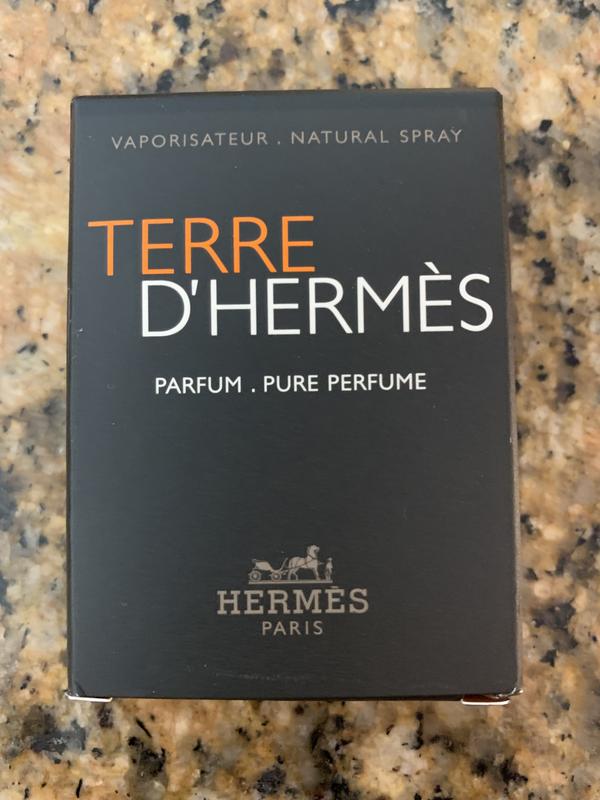 VAPORISATEUR . NATURAL SPRAY
TERRE
D'HERMÈS
PARFUM . PURE PERFUME
HERMÈS
PARIS